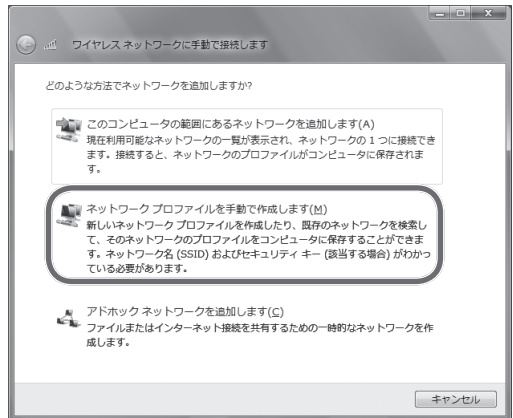 ワイヤレス ネットワークに手動で接続します
どのような方法でネットワークを追加しますか?
このコンピュータの範囲にあるネットワークを追加します(A)
現在利用可能なネットワークの一覧が表示され、ネットワークの 1 つに接続でき
ます。接続すると、ネットワークのプロファイルがコンピュータに保存されま
す。
ネットワーク プロファイルを手動で作成します(M)
新しいネットワーク プロファイルを作成したり、既存のネットワークを検索し
て、そのネットワークのプロファイルをコンピュータに保存することができま
す。ネットワーク名 (SSID) およびセキュリティ キー (該当する場合) がわかっ
ている必要があります。
アドホック ネットワークを追加します(C)
ファイルまたはインターネット接続を共有するための一時的なネットワークを作
成します。
キャンセル